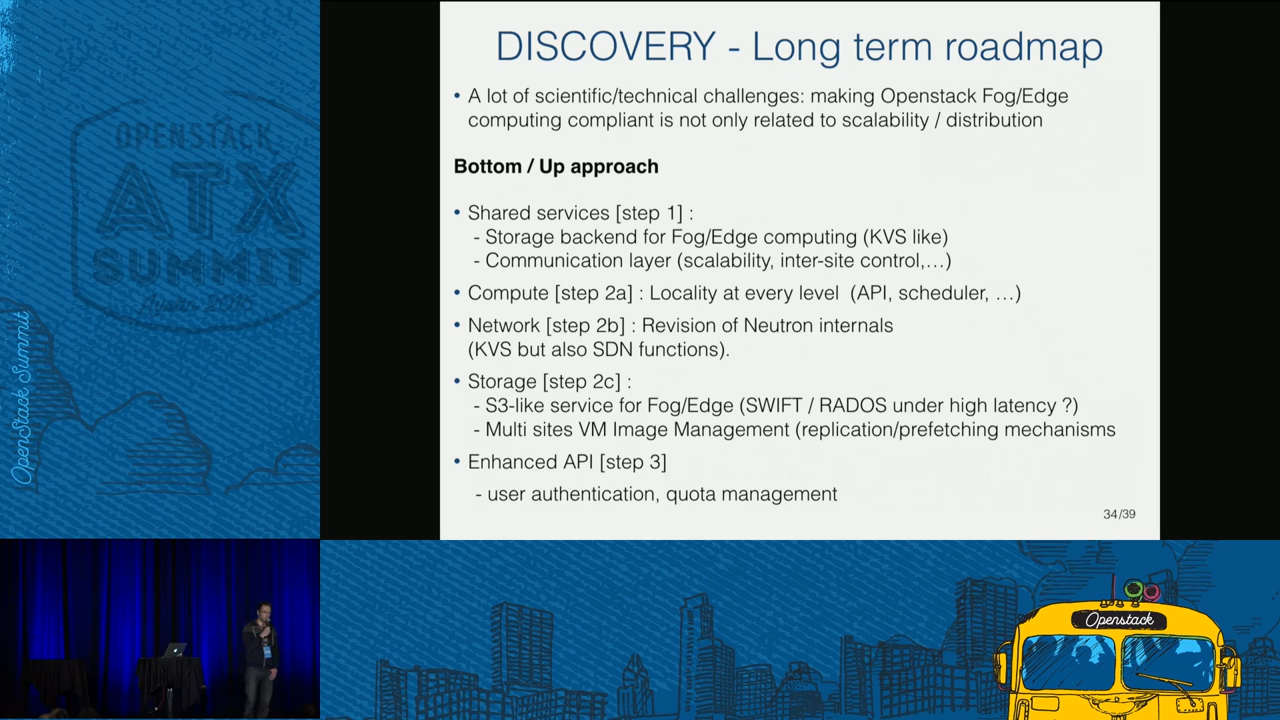 DISCOVERY - Long term roadmap
• A lot of scientific/technical challenges: making Openstack Fog/Edge
computing compliant is not only related to scalability / distribution
Bottom / Up approach
• Shared services [step 1] :
- Storage backend for Fog/Edge computing (KVS like)
- Communication layer (scalability, inter-site control,…)
• Compute [step 2a] : Locality at every level (API, scheduler, …)
• Network [step 2b] : Revision of Neutron internals
(KVS but also SDN functions).
• Storage [step 2c] :
- S3-like service for Fog/Edge (SWIFT / RADOS under high latency ?)
- Multi sites VM Image Management (replication/prefetching mechanisms
• Enhanced API [step 3]
- user authentication, quota management
34/39
OPENSTACK
ATX
SUMMIT
OpenStack Summit
Openstack